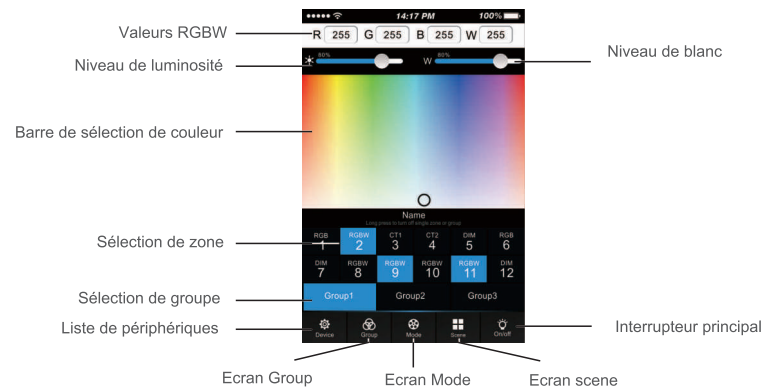 14:17 PM 100%
Valeurs RGBW
R 255 G 255 B 255 W 255
Niveau de luminosité
80% W 80%
Niveau de blanc
Barre de sélection de couleur
Name
Long press to turn off single zone or group
Sélection de zone
RGB RGBW CT1 CT2 DIM RGB
1 2 3 4 5 6
DIM RGBW RGBW RGBW RGBW DIM
7 8 9 10 11 12
Sélection de groupe
Group1 Group2 Group3
Liste de périphériques
Device Group Mode Scene On/off
Interrupteur principal
Ecran Group Ecran Mode Ecran scene